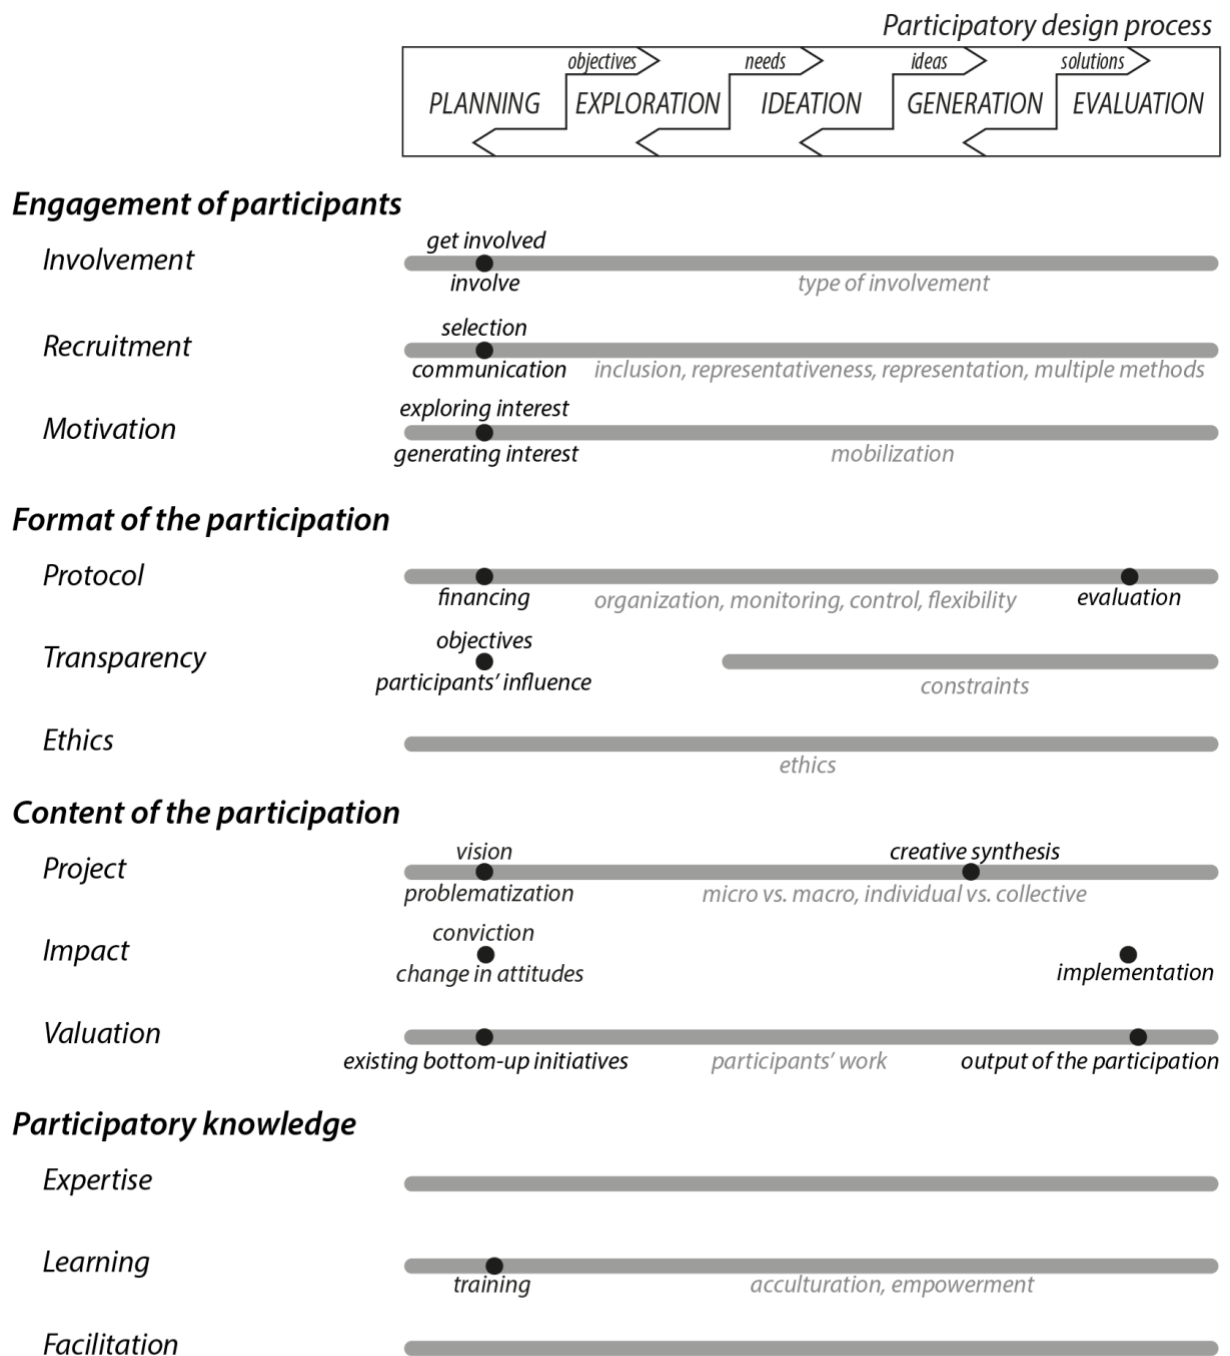 Participatory design process
objectives needs ideas solutions
PLANNING EXPLORATION IDEATION GENERATION EVALUATION
Engagement of participants
get involved
Involvement
involve type of involvement
selection
Recruitment
communication inclusion, representativeness, representation, multiple methods
exploring interest
Motivation
generating interest mobilization
Format of the participation
Protocol
financing organization, monitoring, control, flexibility evaluation
objectives
Transparency
participants' influence constraints
Ethics
ethics
Content of the participation
vision creative synthesis
Project
problematization micro vs. macro, individual vs. collective
conviction
Impact
change in attitudes implementation
Valuation
existing bottom-up initiatives participants' work output of the participation
Participatory knowledge
Expertise
Learning
training acculturation, empowerment
Facilitation